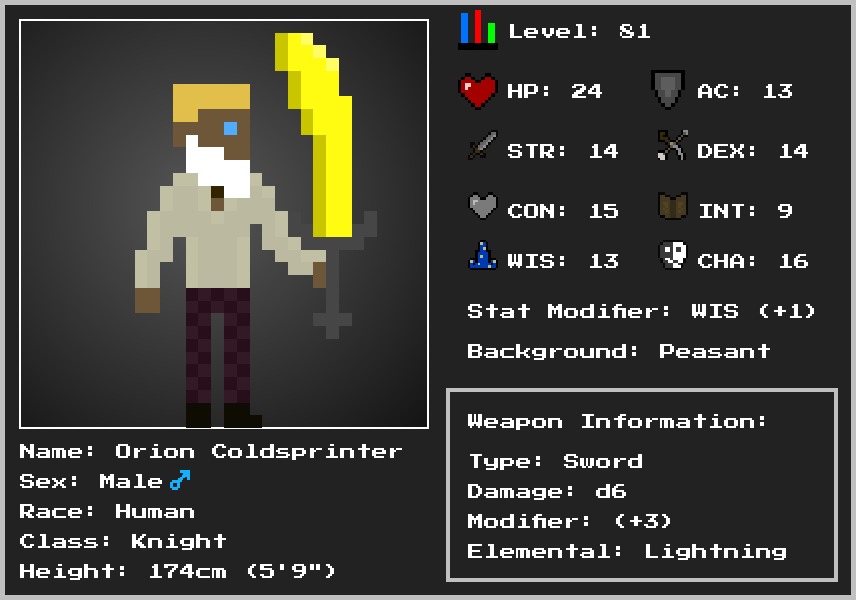 Level: 81
HP: 24 AC: 13
STR: 14 DEX: 14
CON: 15 INT: 9
WIS: 13 CHA: 16
Stat Modifier: WIS (+1)
Background: Peasant
Weapon Information:
Type: Sword
Damage: d6
Modifier: (+3)
Elemental: Lightning
Name: Orion Coldsprinter
Sex: Male♂
Race: Human
Class: Knight
Height: 174cm (5'9")